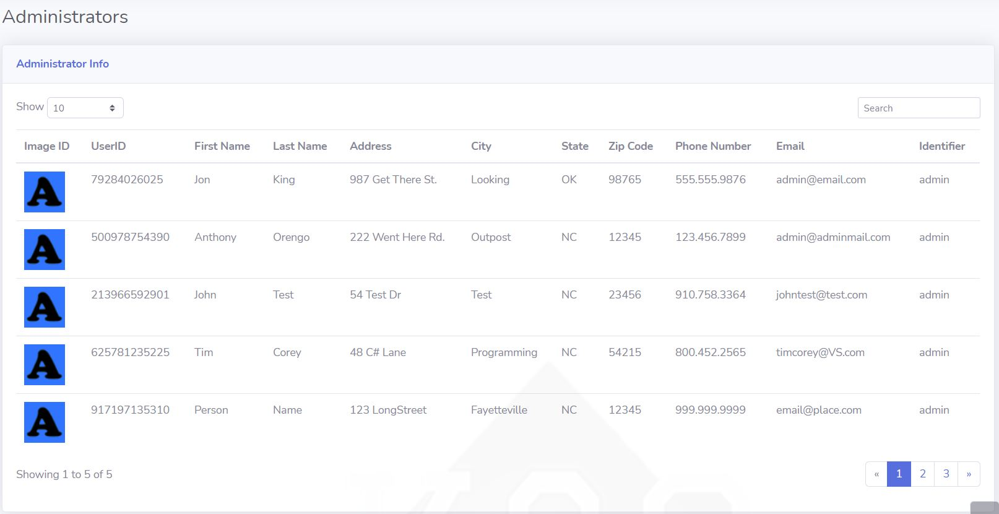 Administrators
Administrator Info
Show 10 Search
Image ID UserID First Name Last Name Address City State Zip Code Phone Number Email Identifier
A 79284026025 Jon King 987 Get There St. Looking OK 98765 555.555.9876 admin@email.com admin
A 500978754390 Anthony Orengo 222 Went Here Rd. Outpost NC 12345 123.456.7899 admin@adminmail.com admin
A 213966592901 John Test 54 Test Dr Test NC 23456 910.758.3364 johntest@test.com admin
A 625781235225 Tim Corey 48 C# Lane Programming NC 54215 800.452.2565 timcorey@VS.com admin
A 917197135310 Person Name 123 LongStreet Fayetteville NC 12345 999.999.9999 email@place.com admin
Showing 1 to 5 of 5 « 1 2 3 »